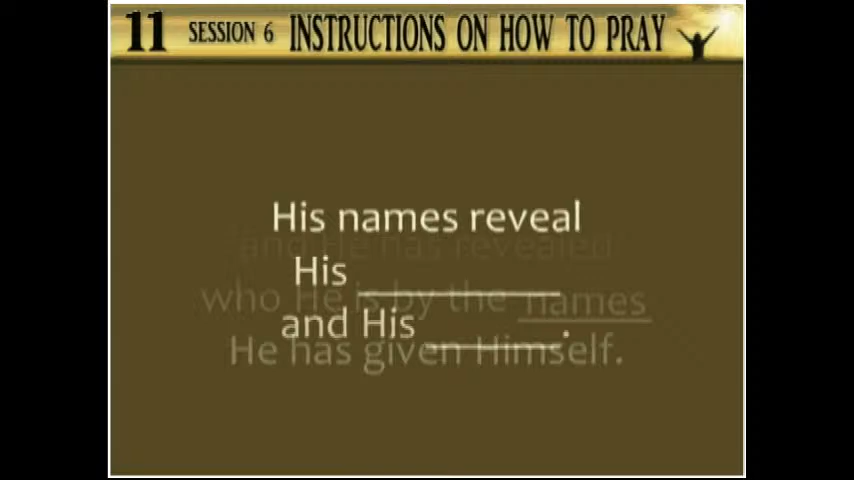 11 SESSION 6 INSTRUCTIONS ON HOW TO PRAY
His names reveal
His ____________
and His ________.
and He has revealed
who He is by the names
He has given Himself.